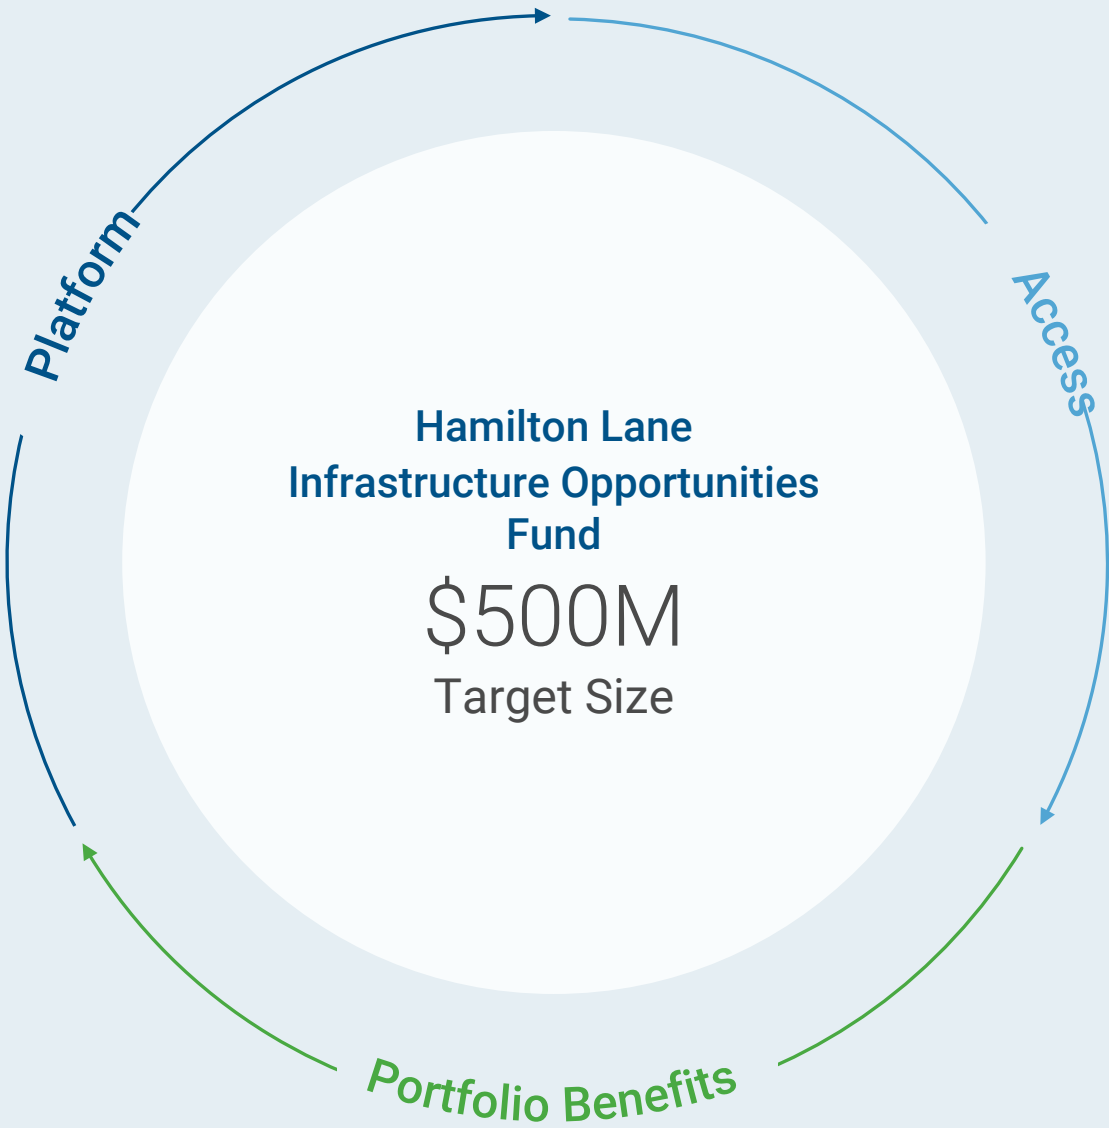 Platform
Access
Hamilton Lane
Infrastructure Opportunities
Fund
$500M
Target Size
Portfolio Benefits